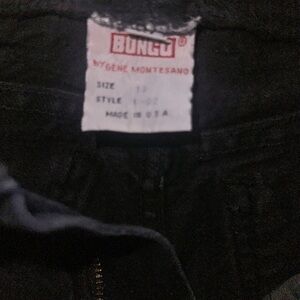 BONGO®
BY GENE MONTESANO
SIZE
STYLE
MADE IN U.S.A.